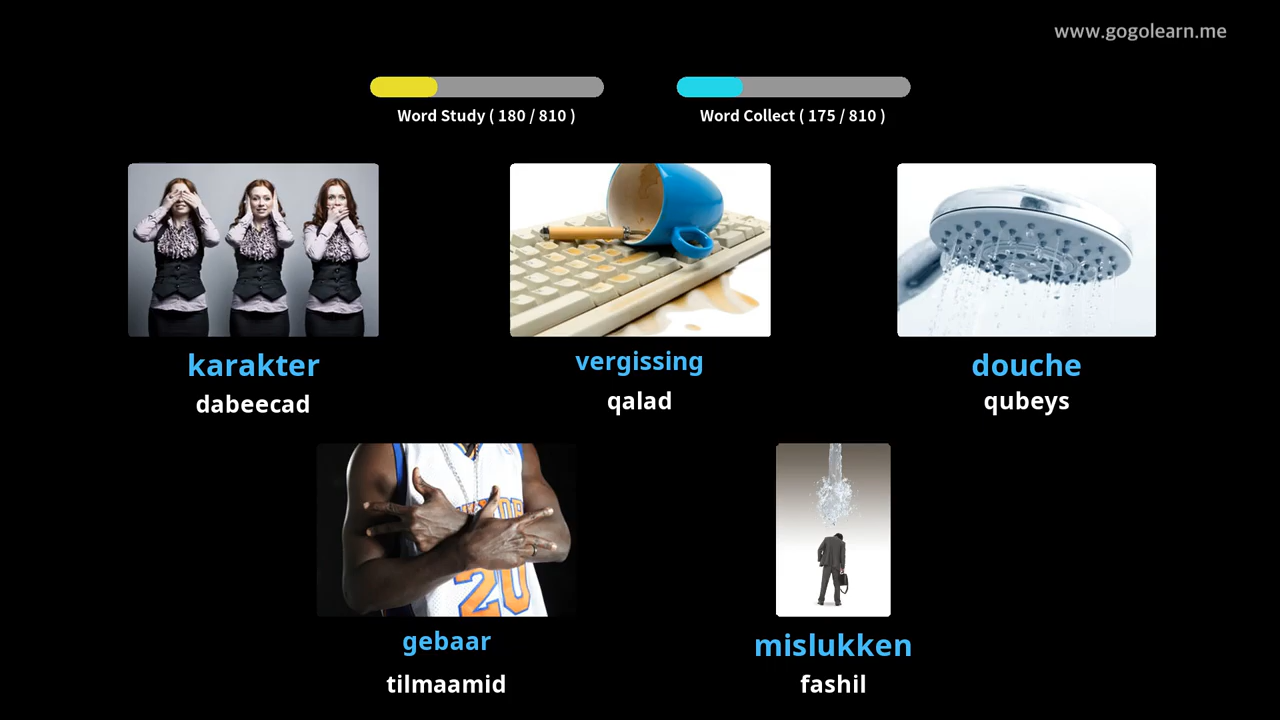 www.gogolearn.me
Word Study ( 180 / 810 )
Word Collect ( 175 / 810 )
karakter
dabeecad
vergissing
qalad
douche
qubeys
20
gebaar
tilmaamid
mislukken
fashil